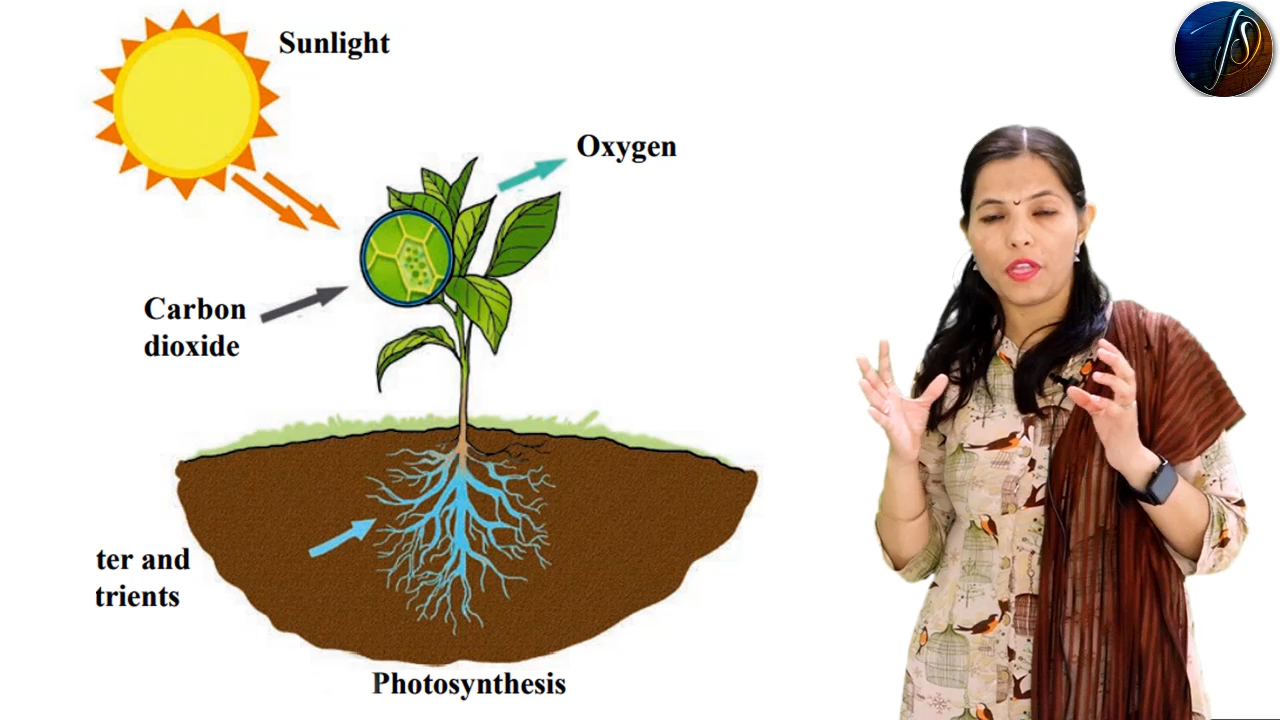 Sunlight
Oxygen
Carbon
dioxide
ter and
trients
Photosynthesis